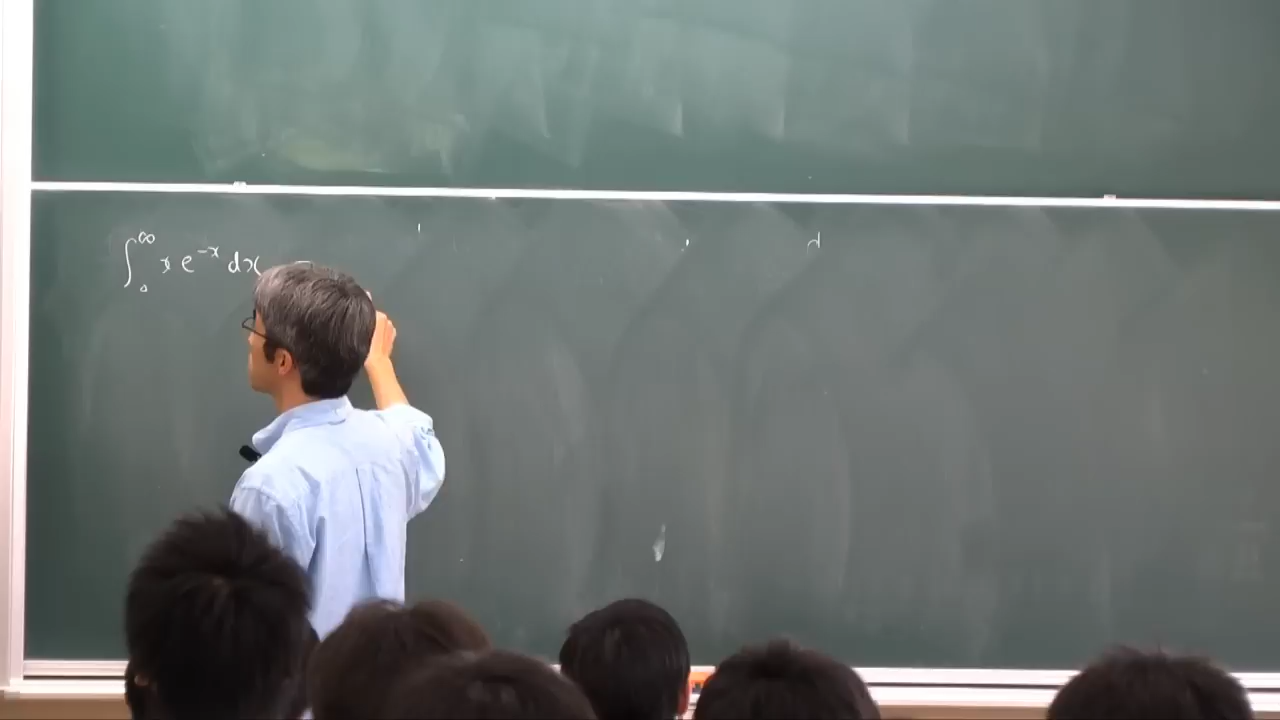 ∫₀^∞ x e^{-x} dx